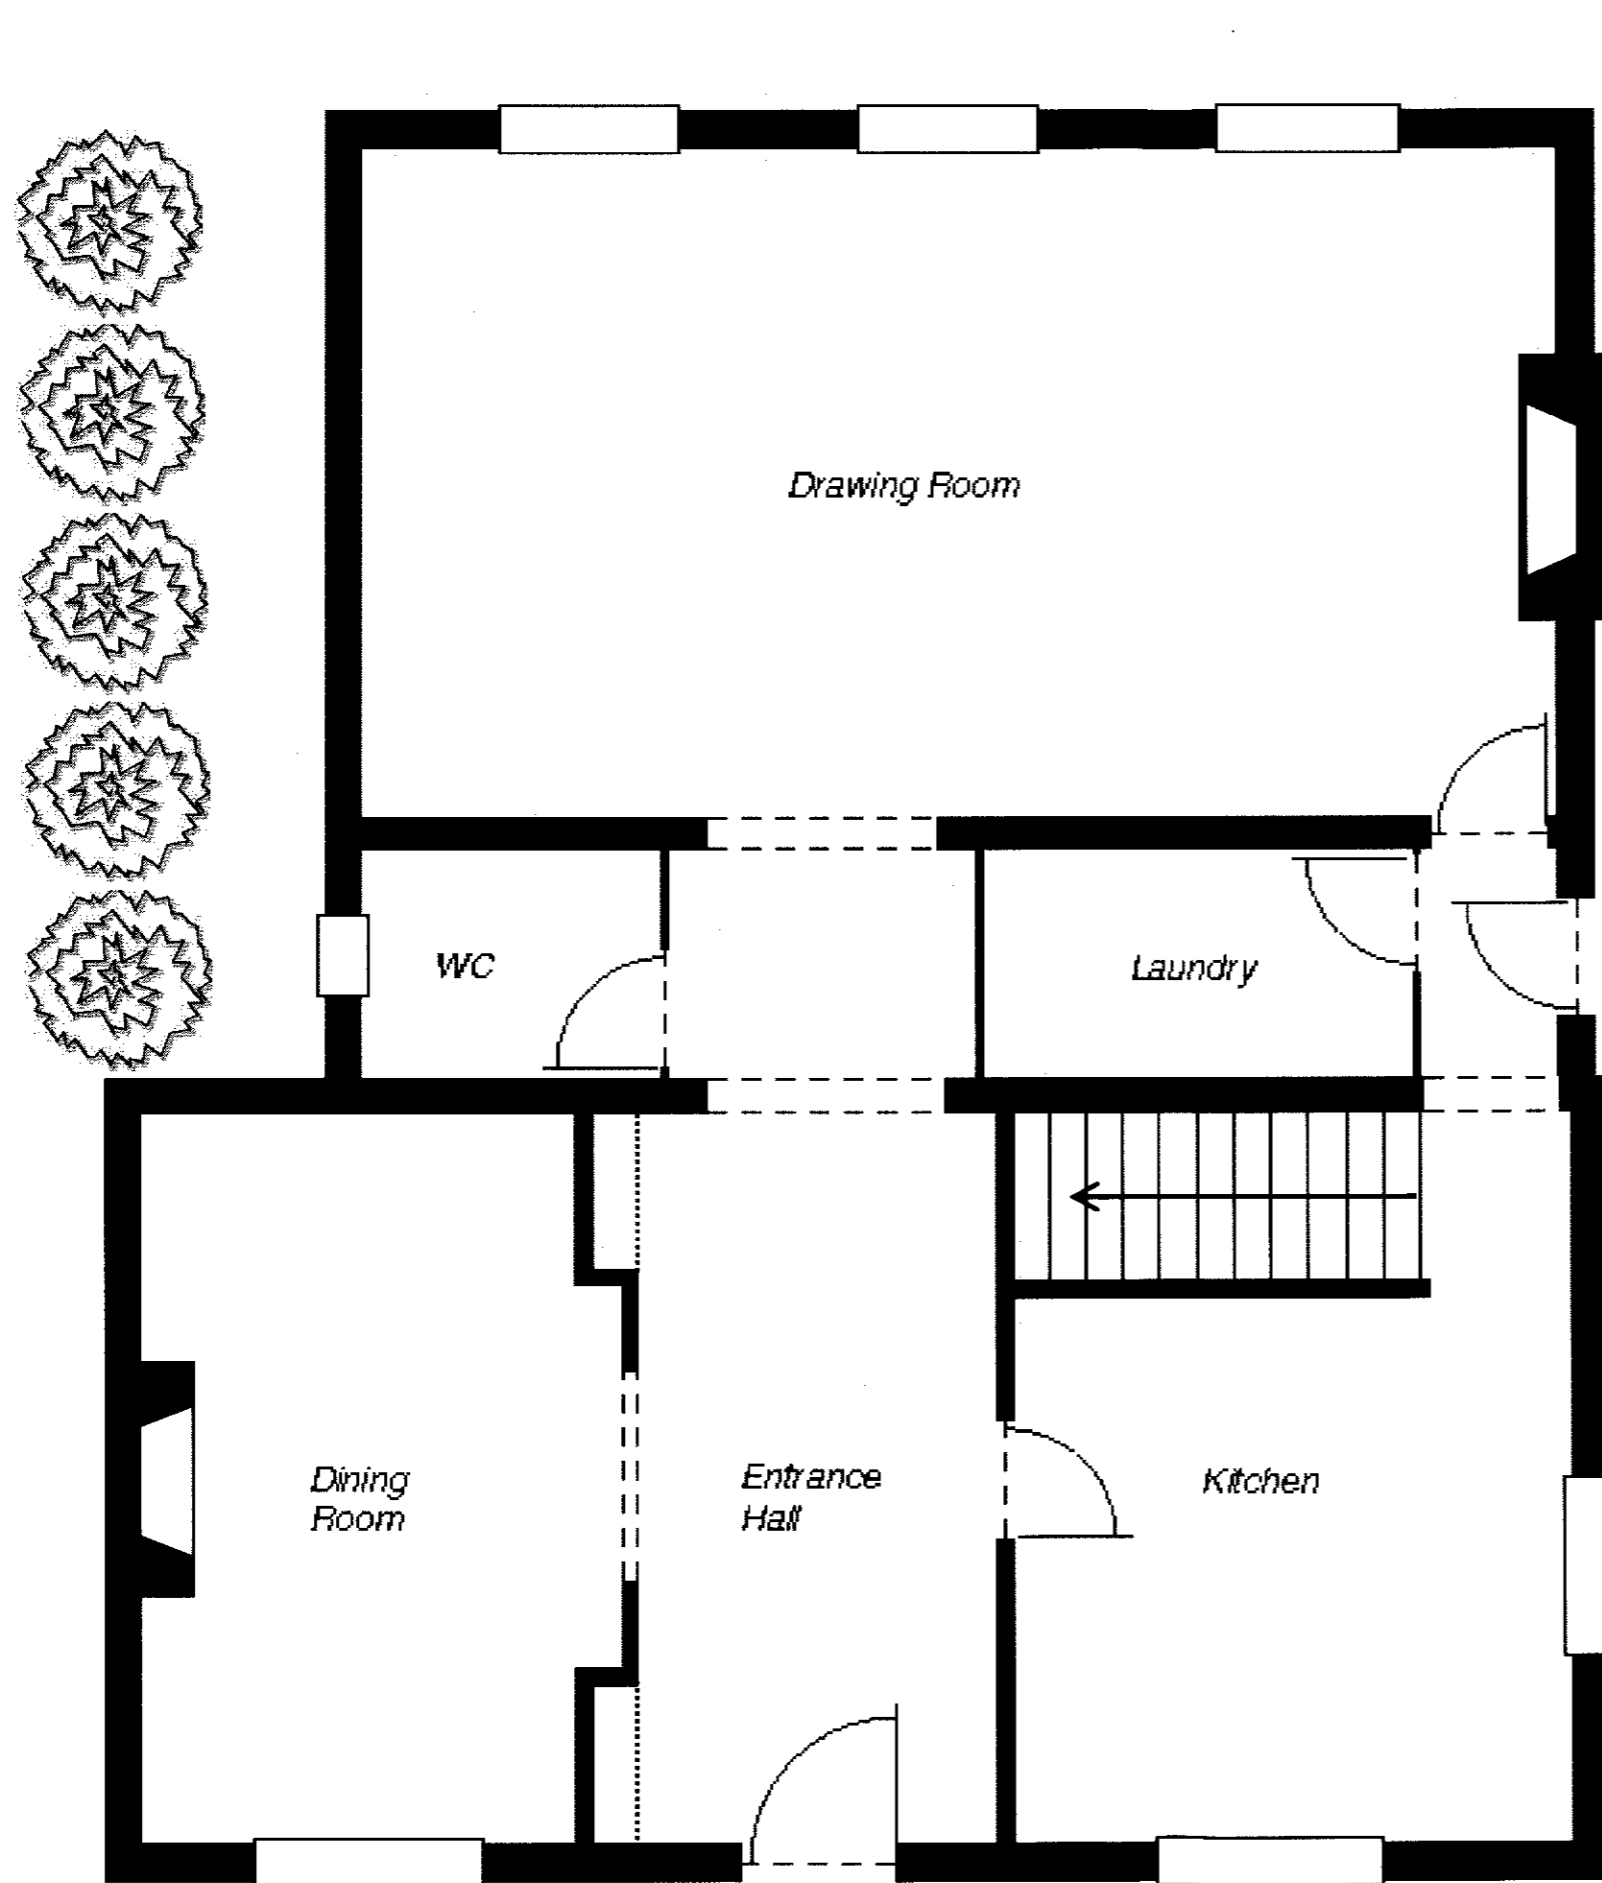 Drawing Room
WC
Laundry
Dining
Room
Entrance
Hall
Kitchen